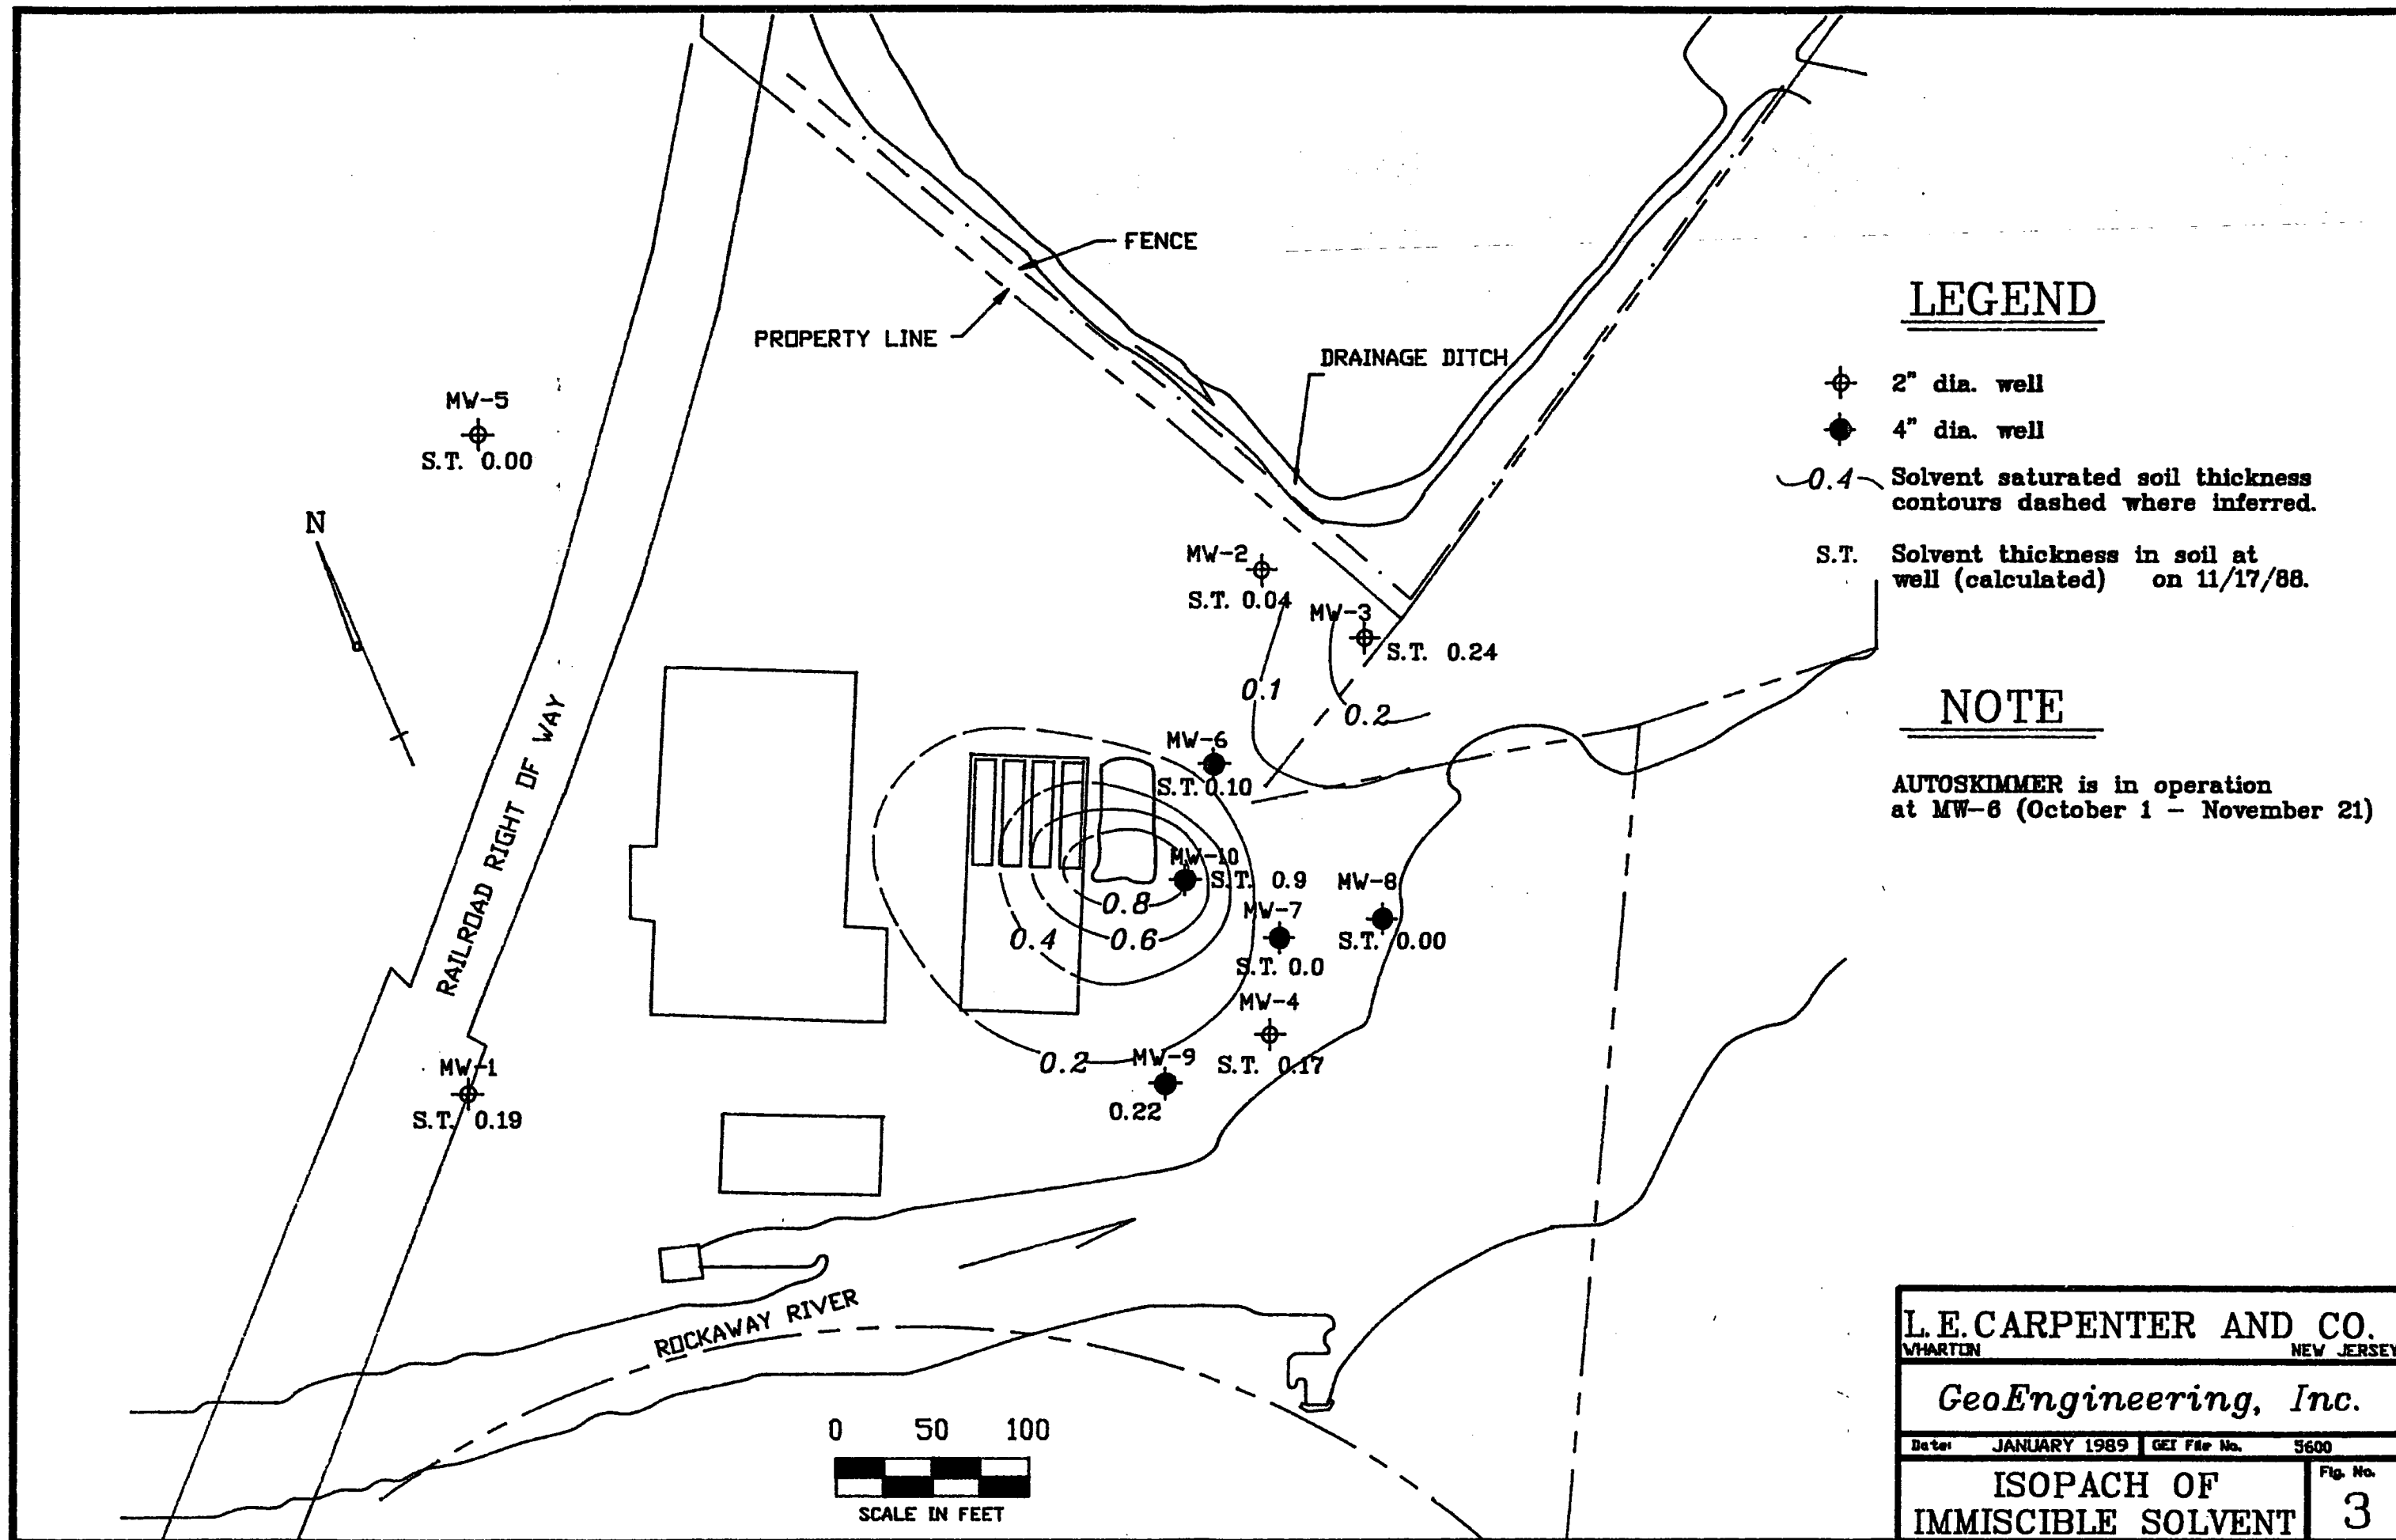 FENCE
PROPERTY LINE
DRAINAGE DITCH
LEGEND
2" dia. well
4" dia. well
0.4 Solvent saturated soil thickness
contours dashed where inferred.
S.T. Solvent thickness in soil at
well (calculated) on 11/17/88.
NOTE
AUTOSKIMMER is in operation
at MW-6 (October 1 - November 21)
MW-5
S.T. 0.00
N
RAILROAD RIGHT OF WAY
MW-2
S.T. 0.04
MW-3
S.T. 0.24
0.1
0.2
MW-6
S.T. 0.10
MW-10
S.T. 0.9
MW-8
S.T. 0.00
MW-7
S.T. 0.0
0.8
0.6
0.4
0.2
MW-4
S.T. 0.17
MW-9
0.22
MW-1
S.T. 0.19
ROCKAWAY RIVER
0 50 100
SCALE IN FEET
L.E.CARPENTER AND CO.
WHARTON NEW JERSEY
GeoEngineering, Inc.
Date: JANUARY 1989 GEI File No. 5600
ISOPACH OF
IMMISCIBLE SOLVENT
Fig. No.
3